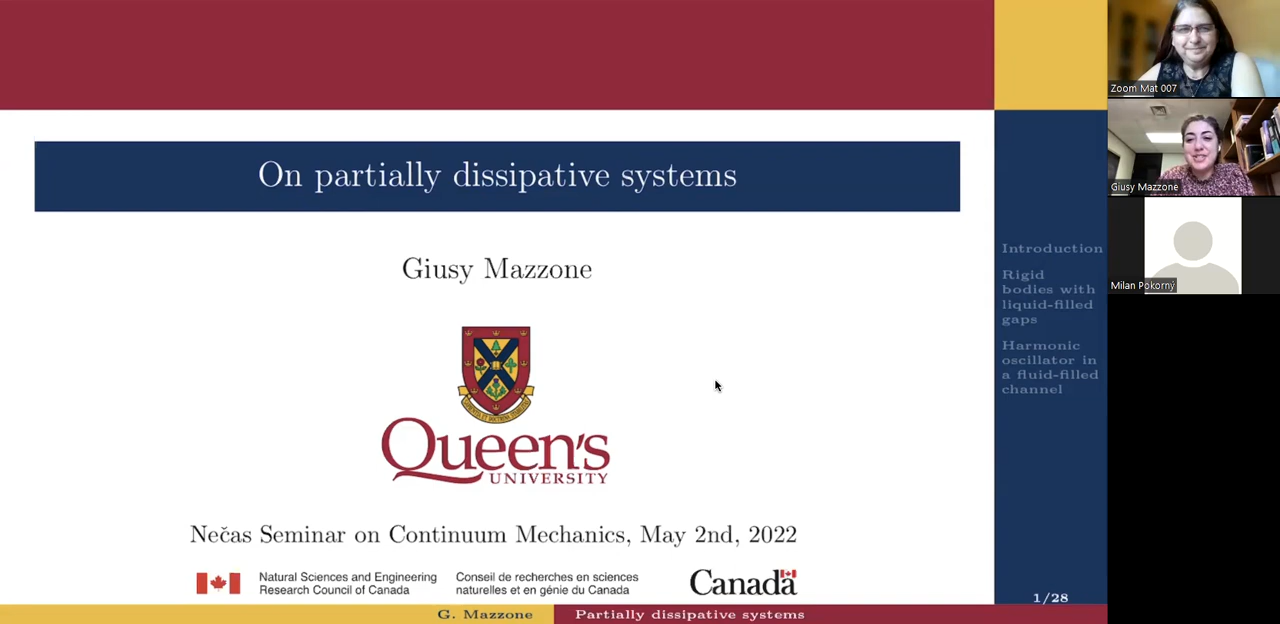 On partially dissipative systems
Giusy Mazzone
Queen's
UNIVERSITY
Nečas Seminar on Continuum Mechanics, May 2nd, 2022
Natural Sciences and Engineering
Research Council of Canada
Conseil de recherches en sciences
naturelles et en génie du Canada
Canada
G. Mazzone
Partially dissipative systems
Introduction
Rigid
bodies with
liquid-filled
gaps
Harmonic
oscillator in
a fluid-filled
channel
1/28
Zoom Mat 007
Giusy Mazzone
Milan Pokorný